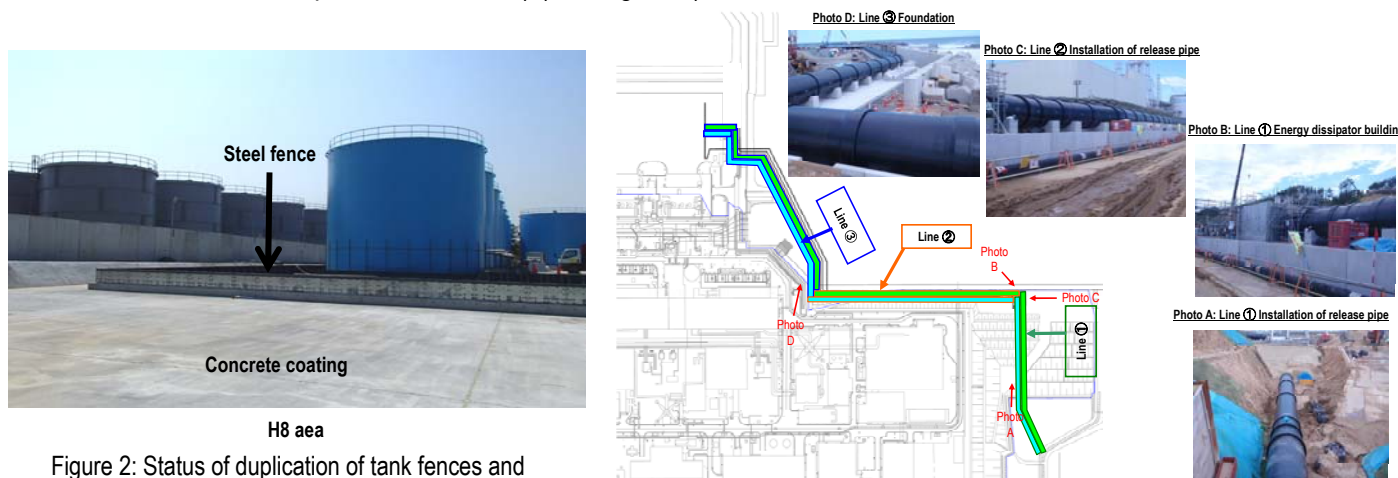 Steel fence
Concrete coating
H8 aea
Figure 2: Status of duplication of tank fences and
Photo D: Line ③ Foundation
Photo C: Line ② Installation of release pipe
Photo B: Line ① Energy dissipator buildin
Photo A: Line ① Installation of release pipe
Line ③
Line ②
Photo
B
Photo C
Photo
D
Line ①
Photo
A